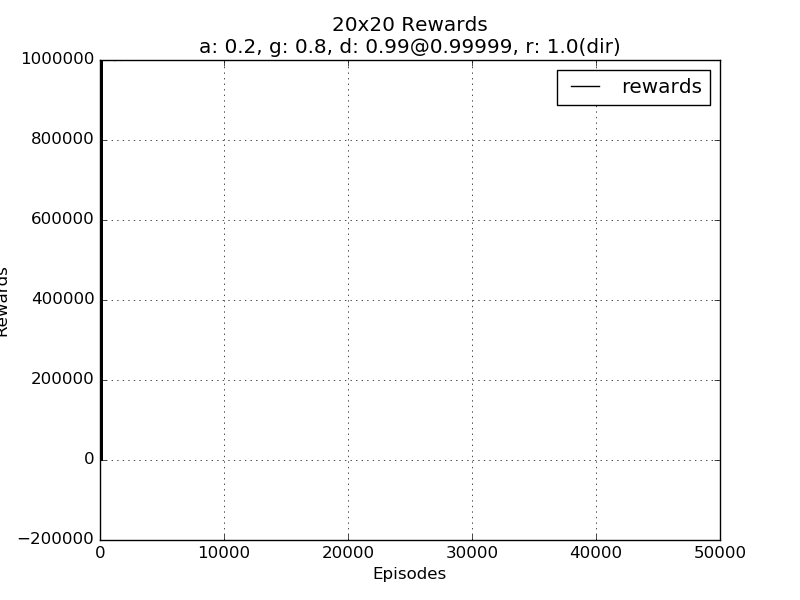 20x20 Rewards
a: 0.2, g: 0.8, d: 0.99@0.99999, r: 1.0(dir)
rewards
1000000
800000
600000
400000
200000
0
−200000
Rewards
0 10000 20000 30000 40000 50000
Episodes